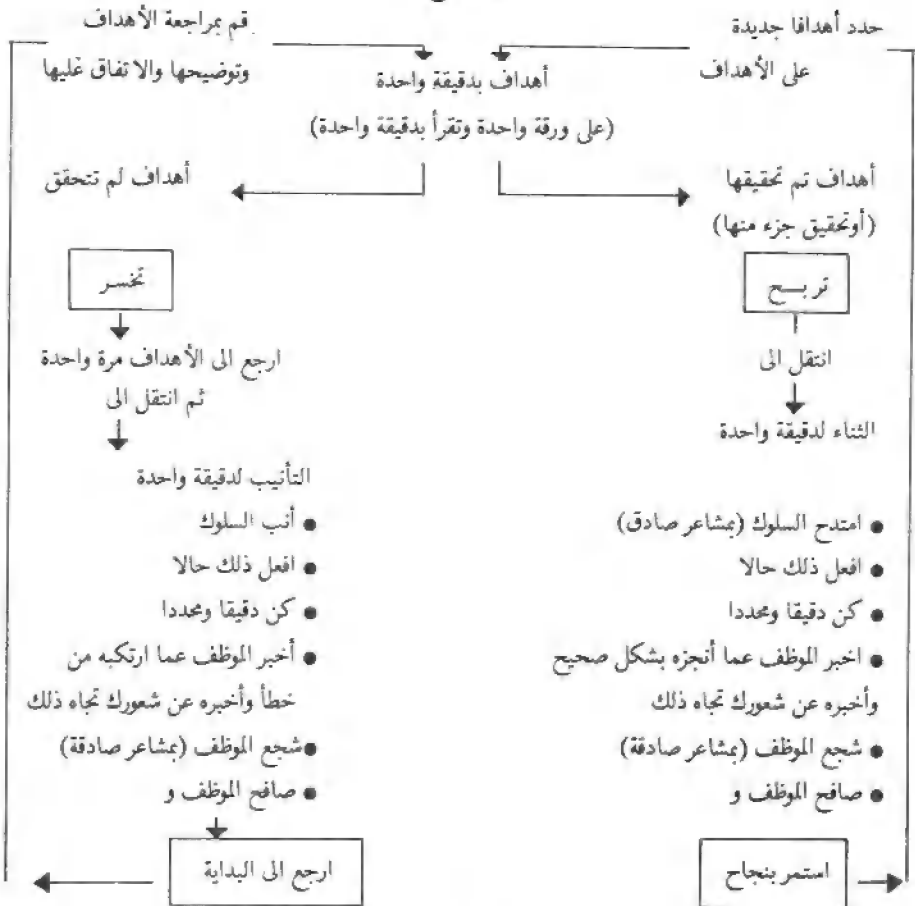 حدد أهدافا جديدة
على الأهداف
قم بمراجعة الأهداف
وتوضيحها والاتفاق غليها
أهداف بدقيقة واحدة
(على ورقة واحدة وتقرأ بدقيقة واحدة)
أهداف تم تحقيقها
(أوتحقيق جزء منها)
تربـــح
انتقل الى
الثناء لدقيقة واحدة
● امتدح السلوك (بمشاعر صادق)
● افعل ذلك حالا
● كن دقيقا ومحددا
● اخبر الموظف عما أنجزه بشكل صحيح
وأخبره عن شعورك تجاه ذلك
● شجع الموظف (بمشاعر صادقة)
● صافح الموظف و
استمر بنجاح
أهداف لم تتحقق
تخسر
ارجع الى الأهداف مرة واحدة
ثم انتقل الى
التأنيب لدقيقة واحدة
● أنب السلوك
● افعل ذلك حالا
● كن دقيقا ومحددا
● أخبر الموظف عما ارتكبه من
خطأ وأخبره عن شعورك تجاه ذلك
● شجع الموظف (بمشاعر صادقة)
● صافح الموظف و
ارجع الى البداية